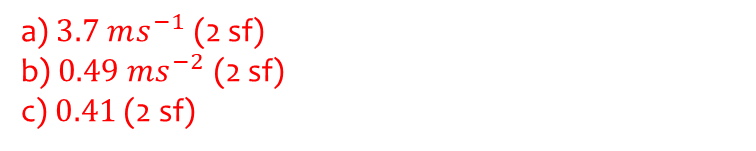 a) 3.7 ms⁻¹ (2 sf)
b) 0.49 ms⁻² (2 sf)
c) 0.41 (2 sf)